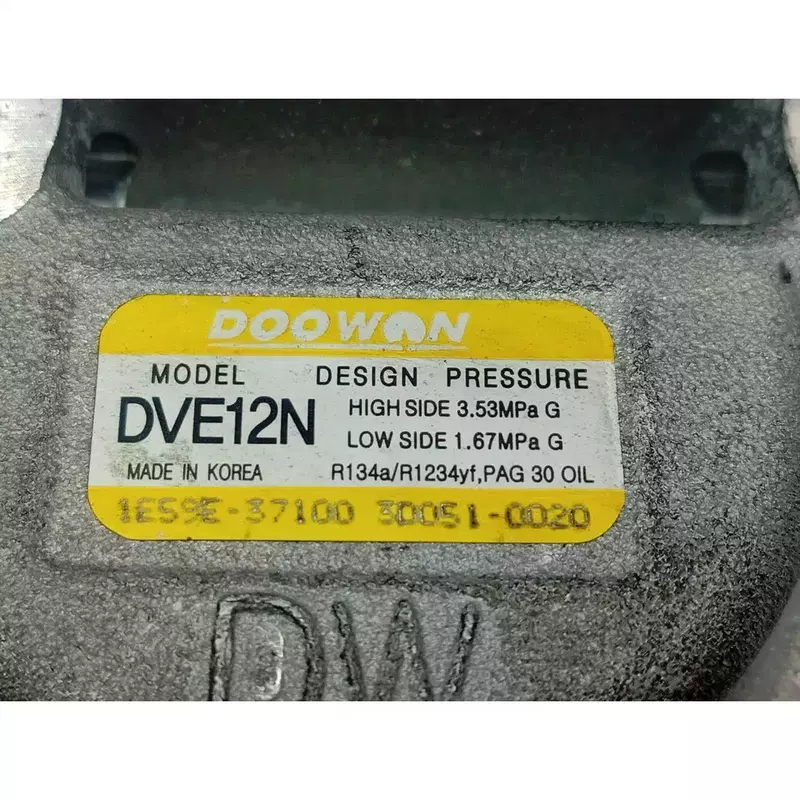 DOOWON
MODEL DESIGN PRESSURE
DVE12N HIGH SIDE 3.53MPa G
LOW SIDE 1.67MPa G
MADE IN KOREA R134a/R1234yf,PAG 30 OIL
1E59E-37100 30051-0020
DW